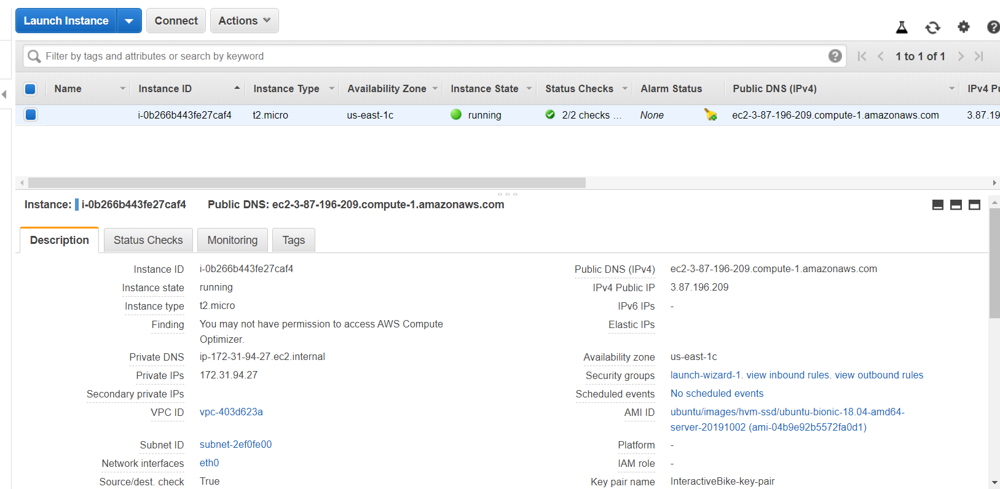 Launch Instance Connect Actions
Filter by tags and attributes or search by keyword ? 1 to 1 of 1 ?
Name Instance ID Instance Type Availability Zone Instance State Status Checks Alarm Status Public DNS (IPv4) IPv4 Pu
i-0b266b443fe27caf4 t2.micro us-east-1c running 2/2 checks ... None ec2-3-87-196-209.compute-1.amazonaws.com 3.87.19
Instance: i-0b266b443fe27caf4 Public DNS: ec2-3-87-196-209.compute-1.amazonaws.com
Description Status Checks Monitoring Tags
Instance ID i-0b266b443fe27caf4 Public DNS (IPv4) ec2-3-87-196-209.compute-1.amazonaws.com
Instance state running IPv4 Public IP 3.87.196.209
Instance type t2.micro IPv6 IPs -
Finding You may not have permission to access AWS Compute Elastic IPs
Optimizer.
Private DNS ip-172-31-94-27.ec2.internal Availability zone us-east-1c
Private IPs 172.31.94.27 Security groups launch-wizard-1. view inbound rules. view outbound rules
Secondary private IPs Scheduled events No scheduled events
VPC ID vpc-403d623a AMI ID ubuntu/images/hvm-ssd/ubuntu-bionic-18.04-amd64-
server-20191002 (ami-04b9e92b5572fa0d1)
Subnet ID subnet-2ef0fe00 Platform -
Network interfaces eth0 IAM role -
Source/dest. check True Key pair name InteractiveBike-key-pair